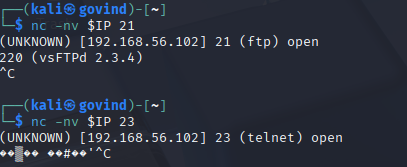 ┌──(kali㉿govind)-[~]
└─$ nc -nv $IP 21
(UNKNOWN) [192.168.56.102] 21 (ftp) open
220 (vsFTPd 2.3.4)
^C
┌──(kali㉿govind)-[~]
└─$ nc -nv $IP 23
(UNKNOWN) [192.168.56.102] 23 (telnet) open
��▒�� ��#��'^C